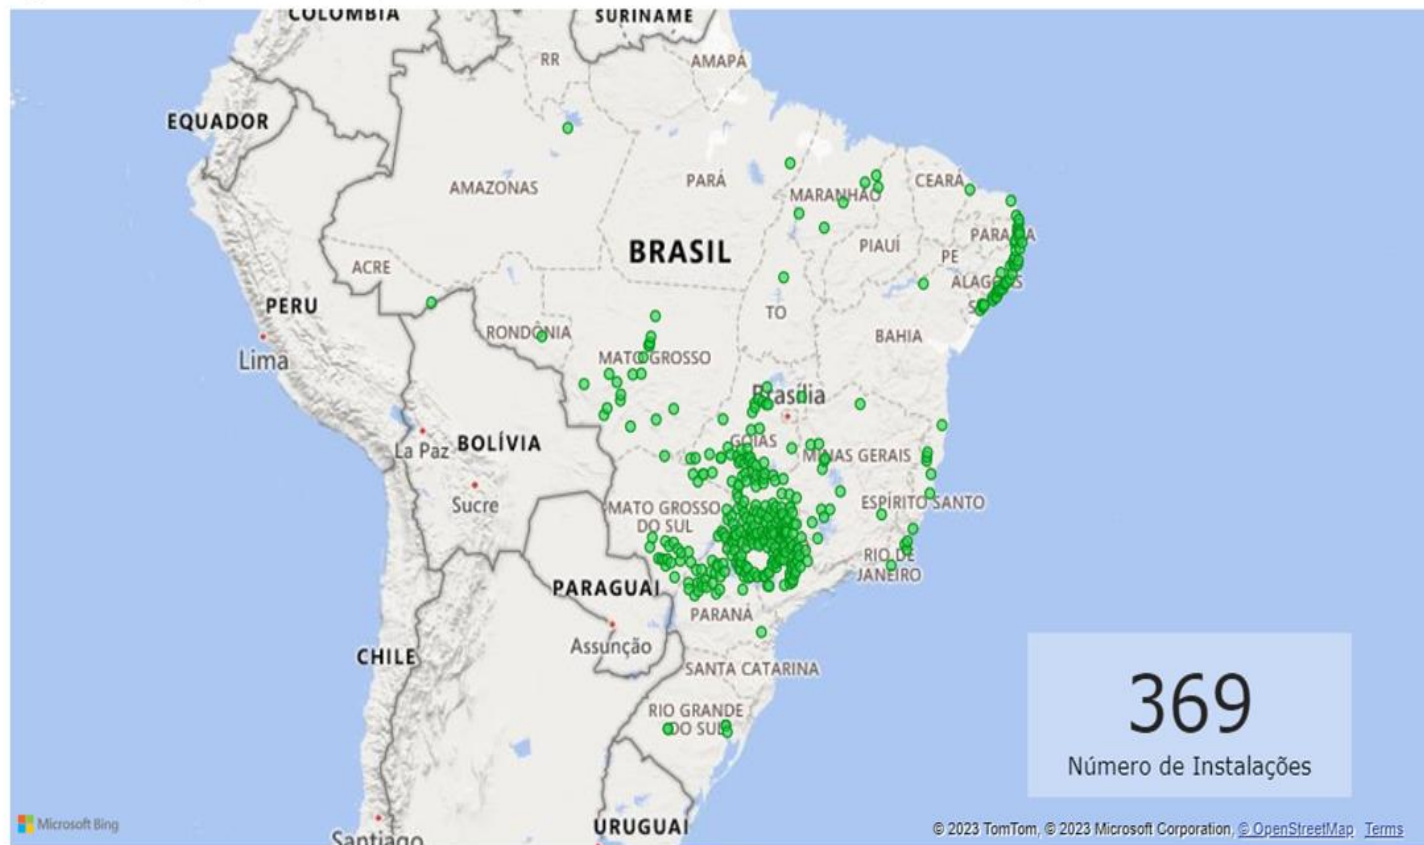 COLOMBIA
SURINAME
RR
AMAPÁ
EQUADOR
AMAZONAS
PARÁ
MARANHÃO
CEARÁ
BRASIL
PIAUÍ
PE
ACRE
ALAGOAS
PERU
TO
BAHIA
RONDÔNIA
Lima
MATO GROSSO
Brasília
La Paz
BOLÍVIA
GOIÁS
MINAS GERAIS
Sucre
MATO GROSSO
DO SUL
ESPÍRITO SANTO
RIO DE
JANEIRO
PARAGUAI
PARANÁ
Assunção
CHILE
SANTA CATARINA
RIO GRANDE
DO SUL
369
Número de Instalações
Microsoft Bing
URUGUAI
Santiago
© 2023 TomTom, © 2023 Microsoft Corporation, © OpenStreetMap Terms